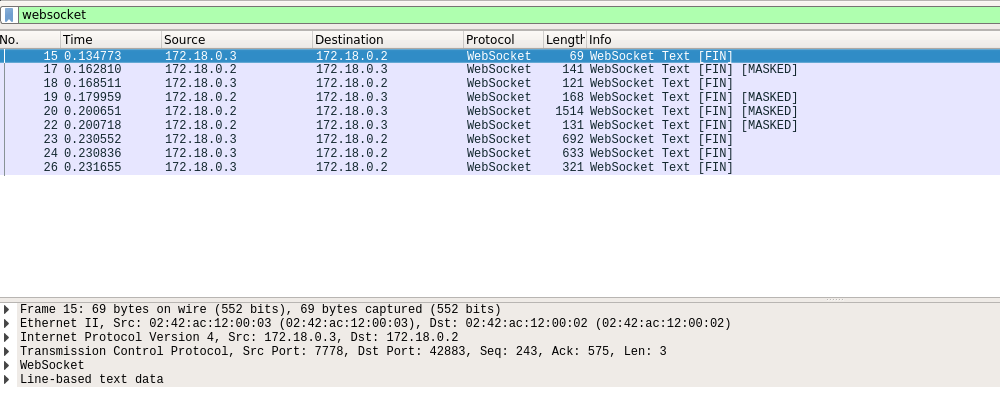 websocket
No. Time Source Destination Protocol Length Info
15 0.134773 172.18.0.3 172.18.0.2 WebSocket 69 WebSocket Text [FIN]
17 0.162810 172.18.0.2 172.18.0.3 WebSocket 141 WebSocket Text [FIN] [MASKED]
18 0.168511 172.18.0.3 172.18.0.2 WebSocket 121 WebSocket Text [FIN]
19 0.179959 172.18.0.2 172.18.0.3 WebSocket 168 WebSocket Text [FIN] [MASKED]
20 0.200651 172.18.0.2 172.18.0.3 WebSocket 1514 WebSocket Text [FIN] [MASKED]
22 0.200718 172.18.0.2 172.18.0.3 WebSocket 131 WebSocket Text [FIN] [MASKED]
23 0.230552 172.18.0.3 172.18.0.2 WebSocket 692 WebSocket Text [FIN]
24 0.230836 172.18.0.3 172.18.0.2 WebSocket 633 WebSocket Text [FIN]
26 0.231655 172.18.0.3 172.18.0.2 WebSocket 321 WebSocket Text [FIN]
Frame 15: 69 bytes on wire (552 bits), 69 bytes captured (552 bits)
Ethernet II, Src: 02:42:ac:12:00:03 (02:42:ac:12:00:03), Dst: 02:42:ac:12:00:02 (02:42:ac:12:00:02)
Internet Protocol Version 4, Src: 172.18.0.3, Dst: 172.18.0.2
Transmission Control Protocol, Src Port: 7778, Dst Port: 42883, Seq: 243, Ack: 575, Len: 3
WebSocket
Line-based text data